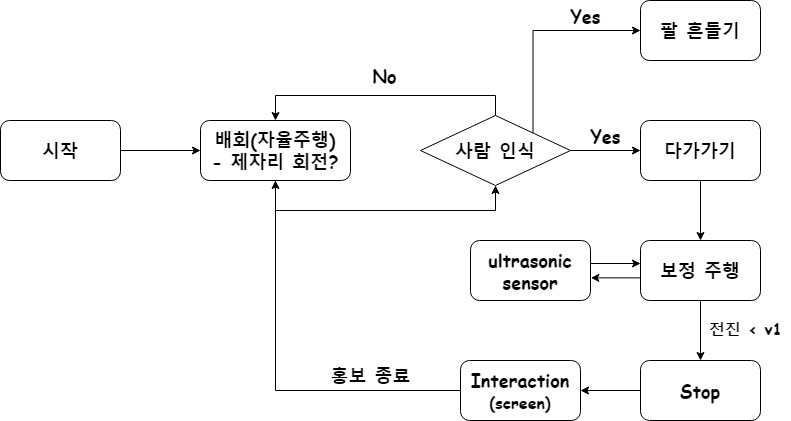 Yes
팔 흔들기
No
시작
배회(자율주행)
- 제자리 회전?
사람 인식
Yes
다가가기
ultrasonic
sensor
보정 주행
전진 < v1
홍보 종료
Interaction
(screen)
Stop